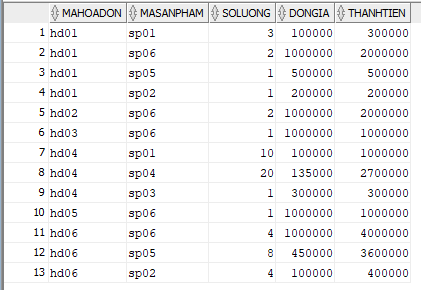 MAHOADON MASANPHAM SOLUONG DONGIA THANHTIEN
1 hd01 sp01 3 100000 300000
2 hd01 sp06 2 1000000 2000000
3 hd01 sp05 1 500000 500000
4 hd01 sp02 1 200000 200000
5 hd02 sp06 2 1000000 2000000
6 hd03 sp06 1 1000000 1000000
7 hd04 sp01 10 100000 1000000
8 hd04 sp04 20 135000 2700000
9 hd04 sp03 1 300000 300000
10 hd05 sp06 1 1000000 1000000
11 hd06 sp06 4 1000000 4000000
12 hd06 sp05 8 450000 3600000
13 hd06 sp02 4 100000 400000